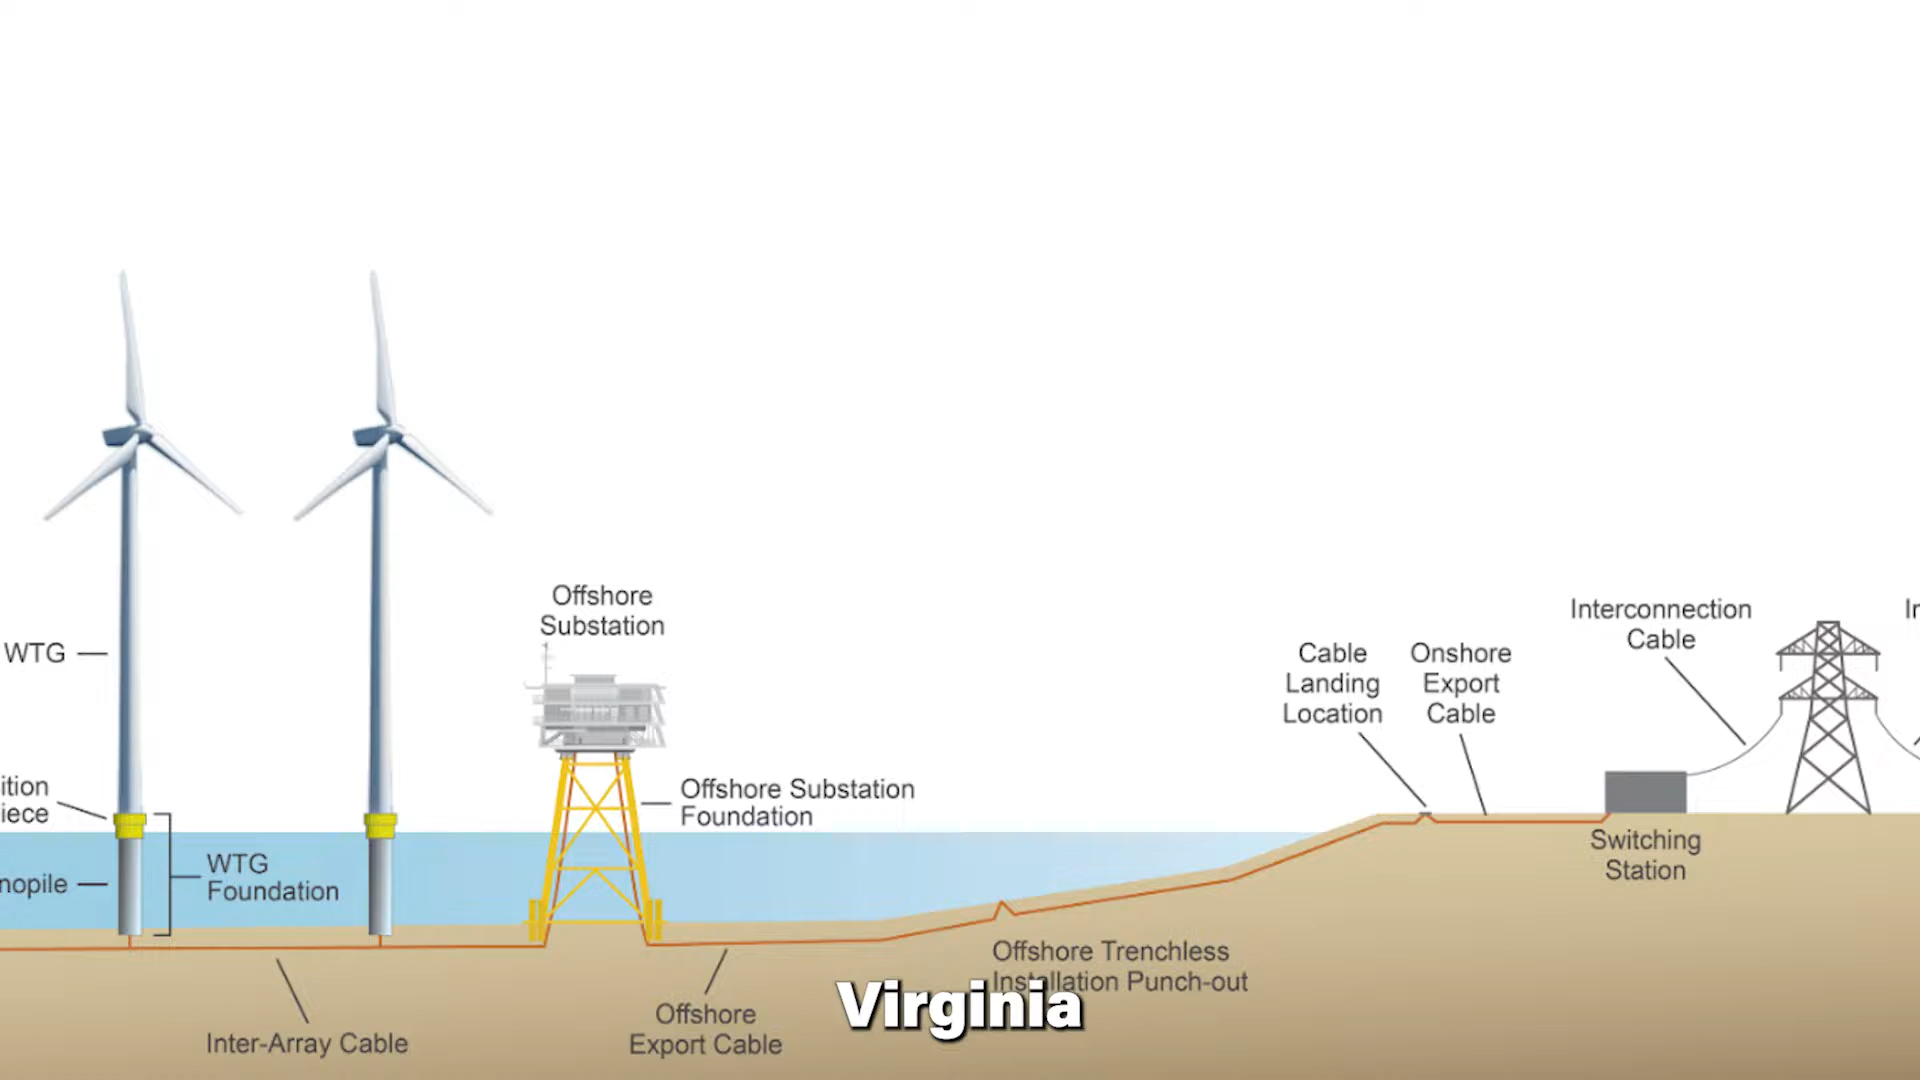 Offshore
Substation
Interconnection
Cable
WTG
Cable
Landing
Location
Onshore
Export
Cable
ition
iece
Offshore Substation
Foundation
Switching
Station
nopile
WTG
Foundation
Offshore Trenchless
Installation Punch-out
Virginia
Offshore
Export Cable
Inter-Array Cable